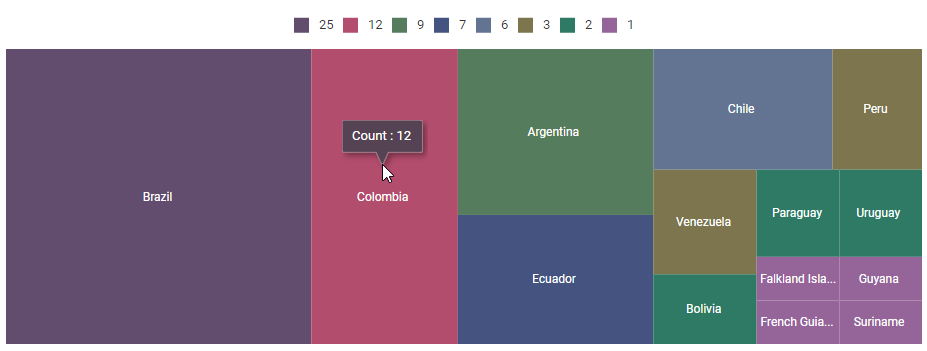 25 12 9 7 6 3 2 1
Brazil
Count : 12
Colombia
Argentina
Ecuador
Chile
Peru
Venezuela
Bolivia
Paraguay
Uruguay
Falkland Isla...
Guyana
French Guia...
Suriname